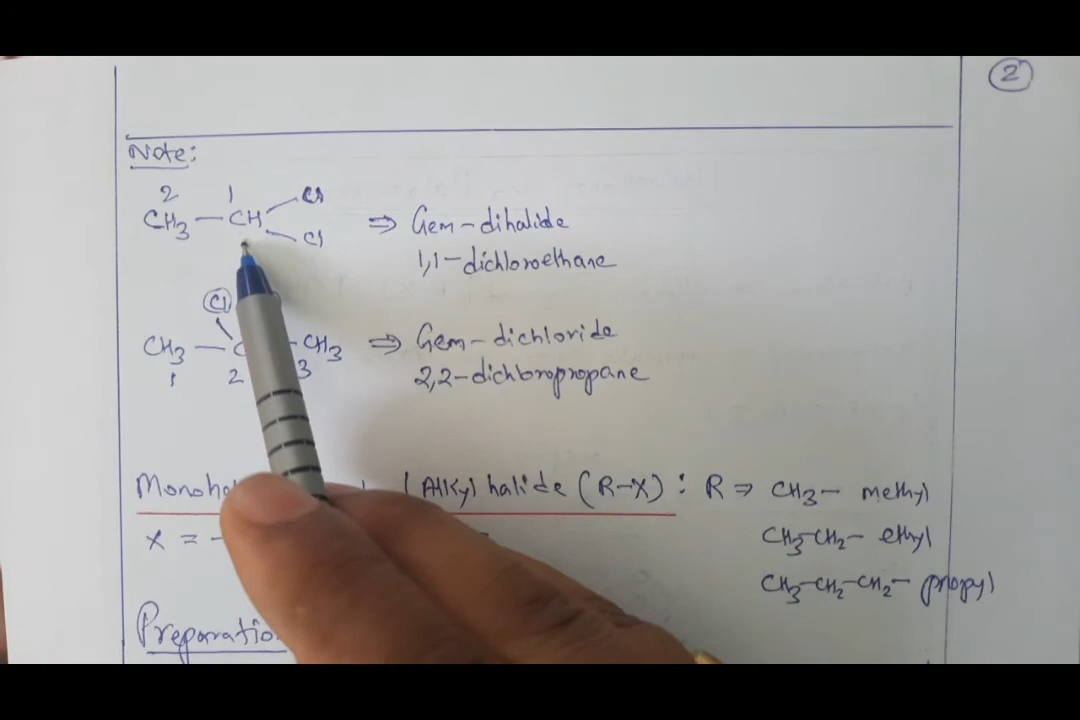 2
Note:
2 1 Cl
CH3 — CH ⇒ Gem-dihalide
Cl
1,1-dichloroethane
Cl
CH3 — C -CH3 ⇒ Gem-dichloride
1 2 3 2,2-dichloropropane
(Alkyl halide (R-X) : R ⇒ CH3- methyl
X = - CH3-CH2- ethyl
CH3-CH2-CH2- propyl
Preparation